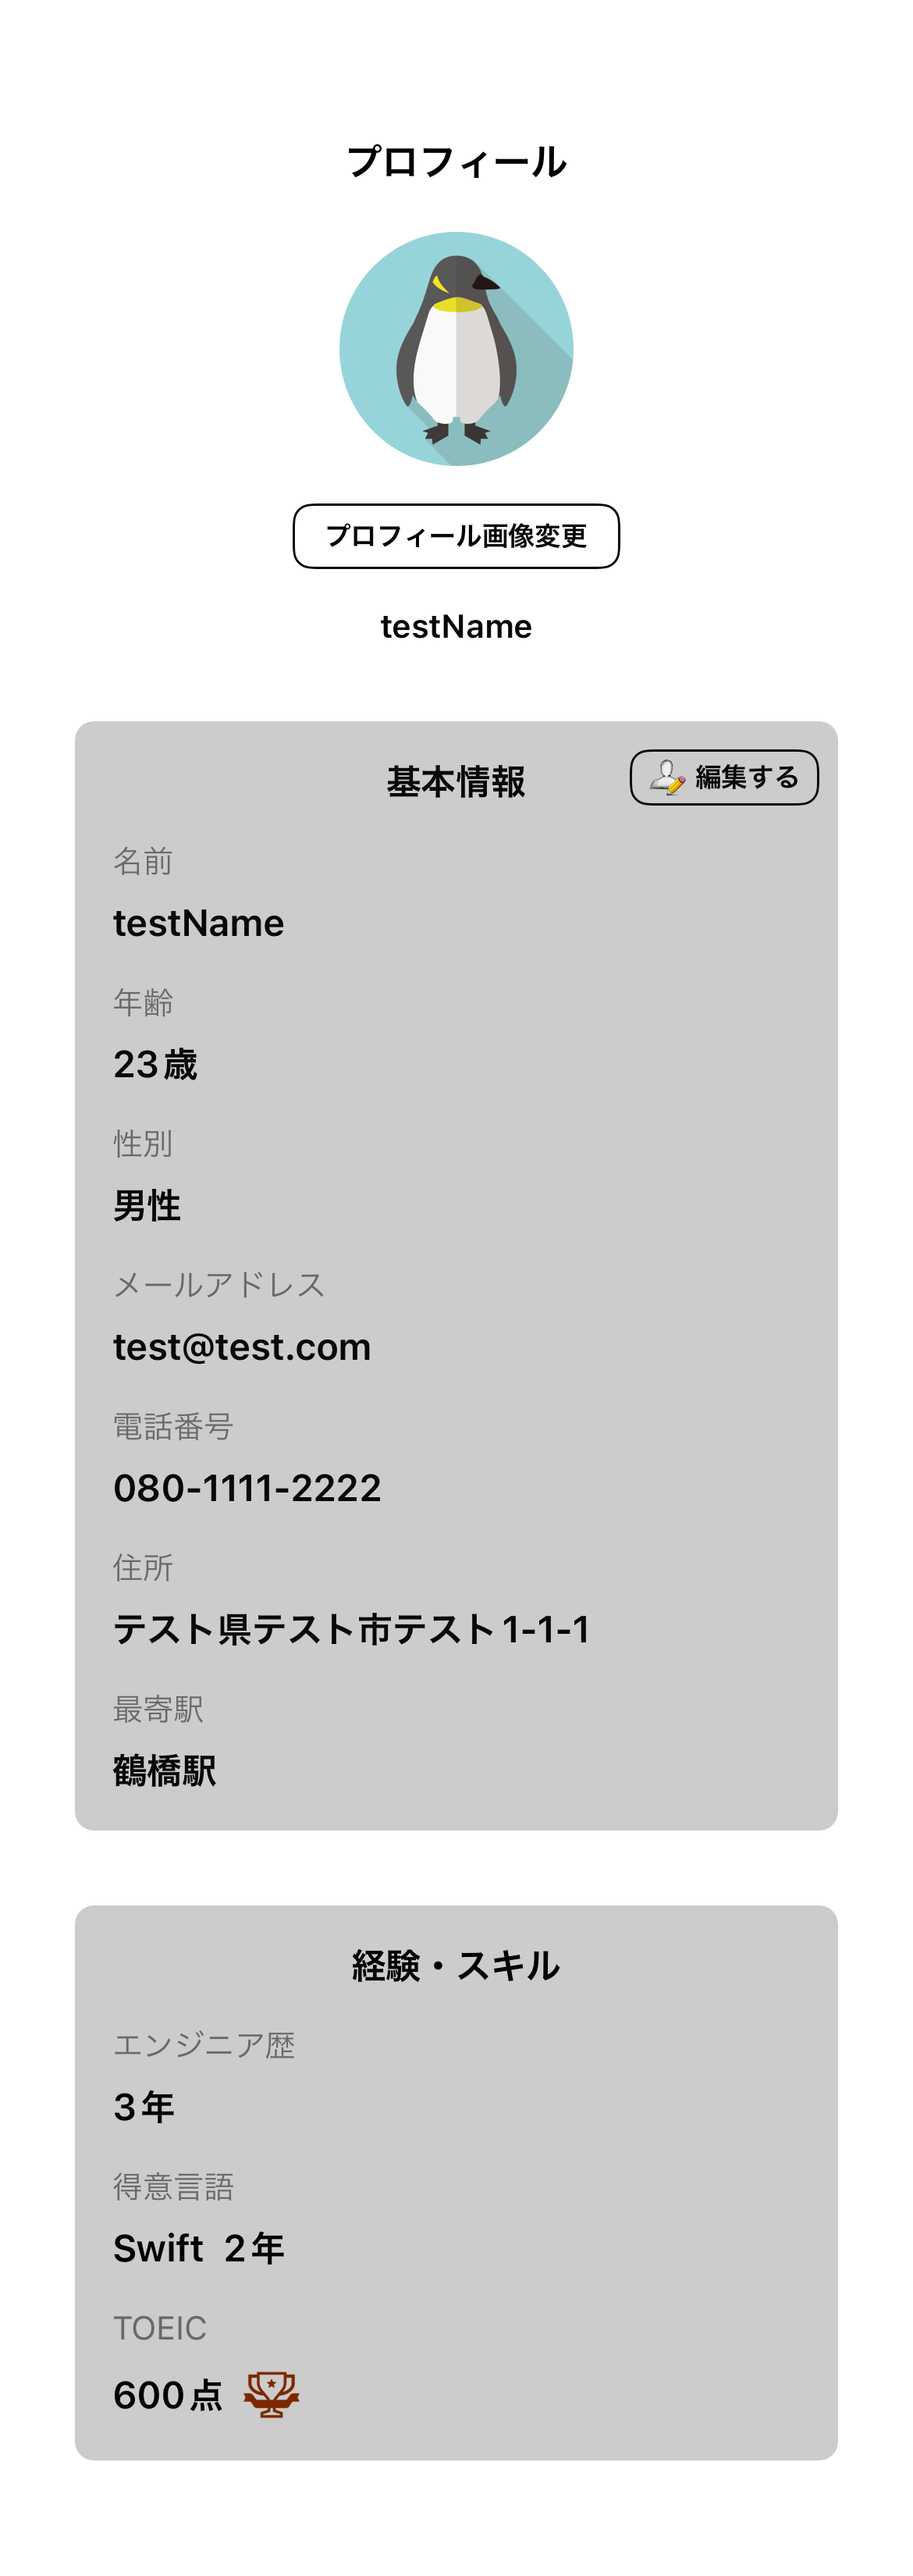 プロフィール
プロフィール画像変更
testName
基本情報
編集する
名前
testName
年齢
23歳
性別
男性
メールアドレス
test@test.com
電話番号
080-1111-2222
住所
テスト県テスト市テスト1-1-1
最寄駅
鶴橋駅
経験・スキル
エンジニア歴
3年
得意言語
Swift 2年
TOEIC
600点